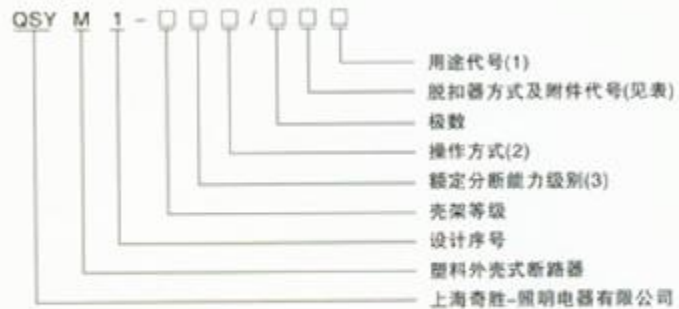 QSY M 1 - □ □ □ / □ □ □
用途代号(1)
脱扣器方式及附件代号(见表)
极数
操作方式(2)
额定分断能力级别(3)
壳架等级
设计序号
塑料外壳式断路器
上海奇胜-照明电器有限公司